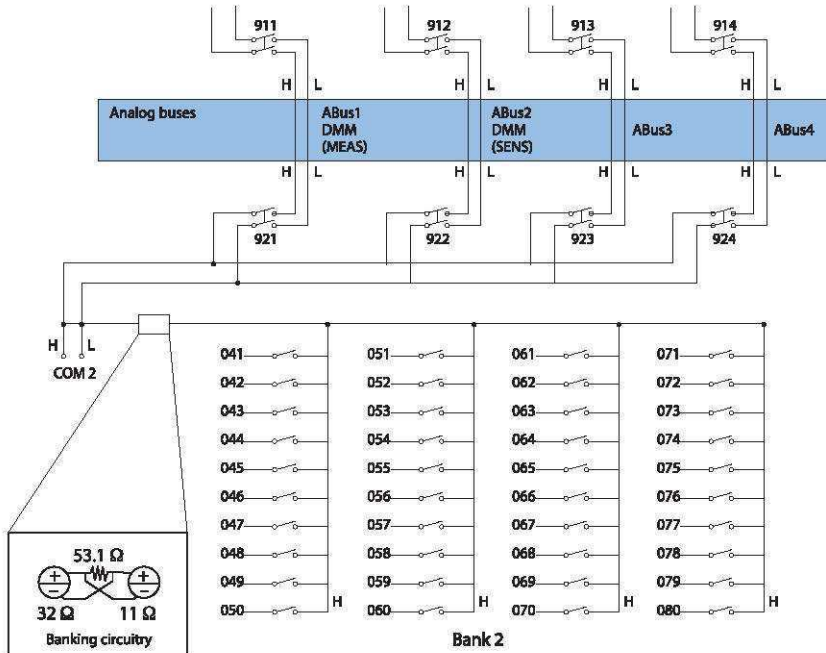 911 912 913 914
H L H L H L H L
Analog buses ABus1 ABus2 ABus3 ABus4
DMM DMM
(MEAS) (SENS)
H L H L H L H L
921 922 923 924
H L
COM 2
041 051 061 071
042 052 062 072
043 053 063 073
044 054 064 074
045 055 065 075
046 056 066 076
047 057 067 077
048 058 068 078
049 059 069 079
050 H 060 H 070 H 080 H
53.1 Ω
+ +
− −
32 Ω 11 Ω
Banking circuitry
Bank 2